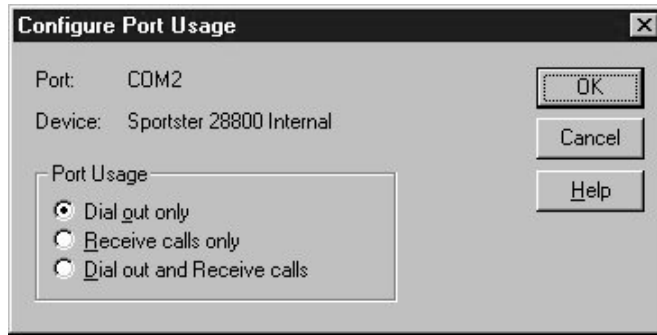 Configure Port Usage
Port: COM2
Device: Sportster 28800 Internal
Port Usage
Dial out only
Receive calls only
Dial out and Receive calls
OK
Cancel
Help